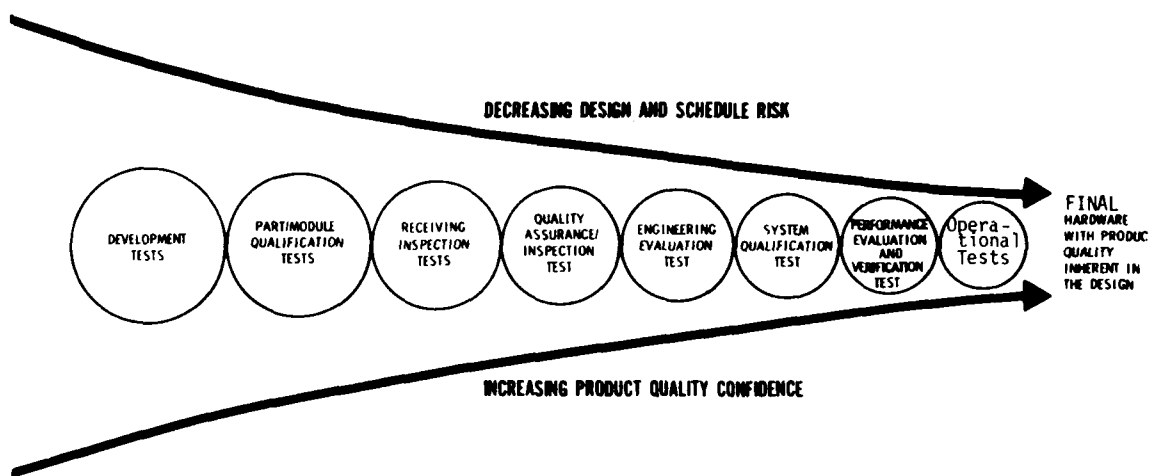 DECREASING DESIGN AND SCHEDULE RISK
DEVELOPMENT
TESTS
PART/MODULE
QUALIFICATION
TESTS
RECEIVING
INSPECTION
TESTS
QUALITY
ASSURANCE/
INSPECTION
TEST
ENGINEERING
EVALUATION
TEST
SYSTEM
QUALIFICATION
TEST
PERFORMANCE
EVALUATION
AND
VERIFICATION
TEST
Opera-
tional
Tests
FINAL
HARDWARE
WITH PRODUC
QUALITY
INHERENT IN
THE DESIGN
INCREASING PRODUCT QUALITY CONFIDENCE